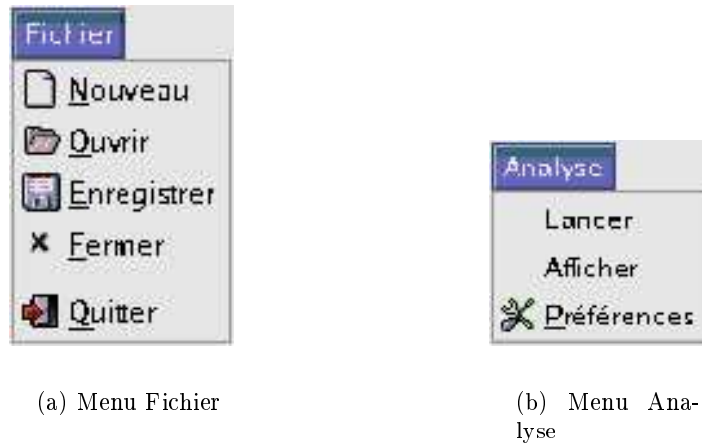 Fichier
Nouveau
Ouvrir
Enregistrer
Fermer
Quitter
(a) Menu Fichier
Analyse
Lancer
Afficher
Préférences
(b) Menu Ana-
lyse